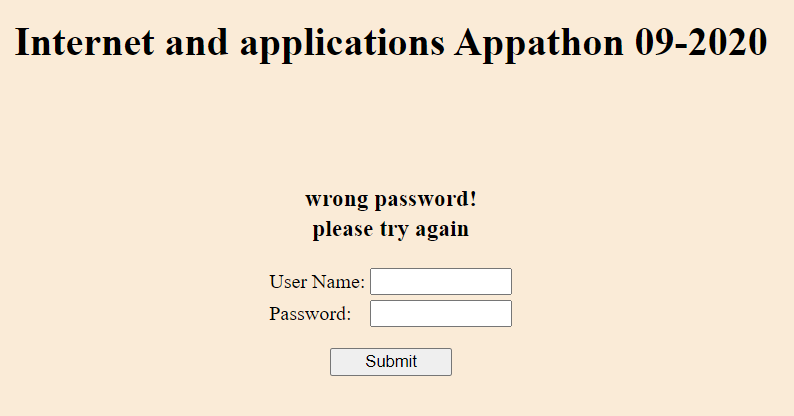 Internet and applications Appathon 09-2020
wrong password!
please try again
User Name:
Password:
Submit